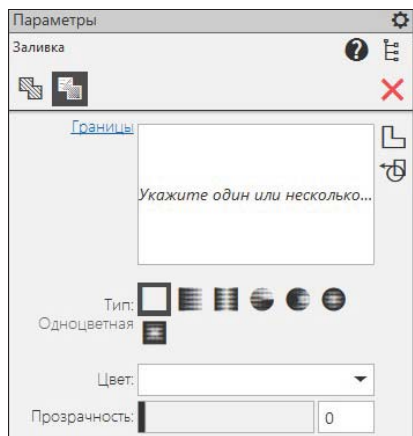 Параметры
Заливка
Границы
Укажите один или несколько...
Тип:
Одноцветная
Цвет:
Прозрачность:
0